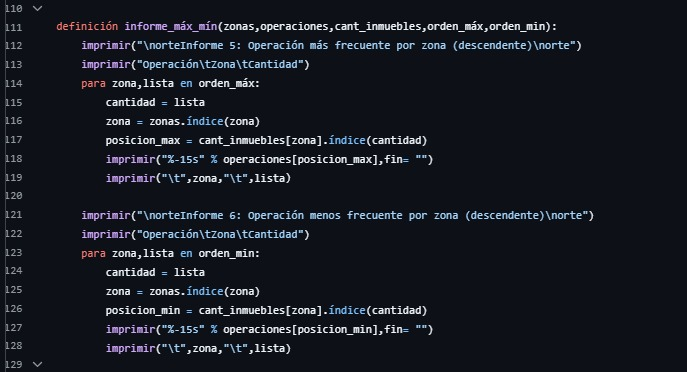 110
111 definición informe_máx_mín(zonas,operaciones,cant_inmuebles,orden_máx,orden_min):
112 imprimir("\norteInforme 5: Operación más frecuente por zona (descendente)\norte")
113 imprimir("Operación\tZona\tCantidad")
114 para zona,lista en orden_máx:
115 cantidad = lista
116 zona = zonas.índice(zona)
117 posicion_max = cant_inmuebles[zona].índice(cantidad)
118 imprimir("%-15s" % operaciones[posicion_max],fin= "")
119 imprimir("\t",zona,"\t",lista)
120
121 imprimir("\norteInforme 6: Operación menos frecuente por zona (descendente)\norte")
122 imprimir("Operación\tZona\tCantidad")
123 para zona,lista en orden_min:
124 cantidad = lista
125 zona = zonas.índice(zona)
126 posicion_min = cant_inmuebles[zona].índice(cantidad)
127 imprimir("%-15s" % operaciones[posicion_min],fin= "")
128 imprimir("\t",zona,"\t",lista)
129